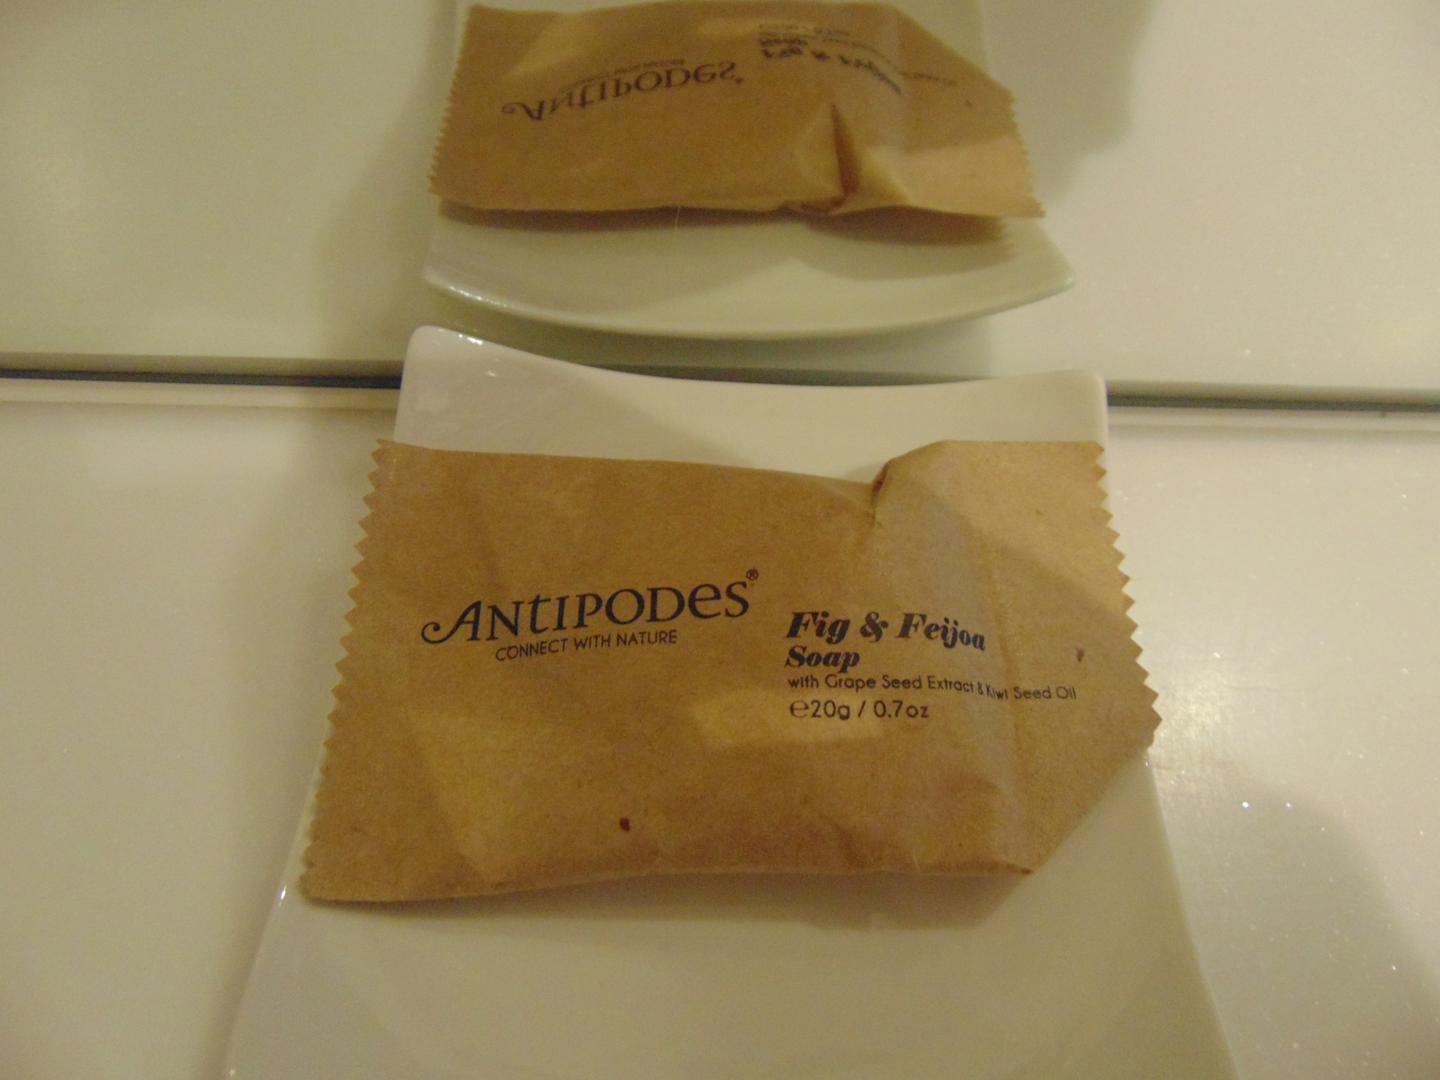 ANTIPODES®
CONNECT WITH NATURE
Fig & Feijoa
Soap
with Grape Seed Extract & Kiwi Seed Oil
℮20g / 0.7oz